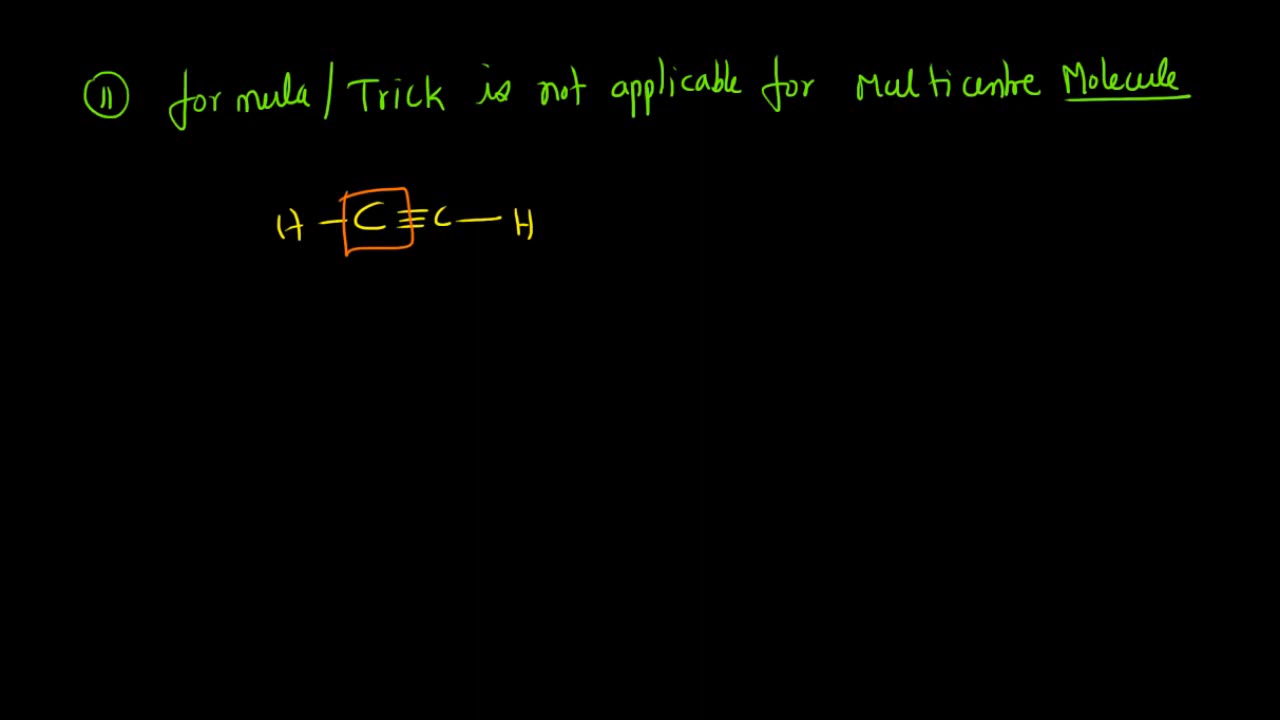 ⑪ formula / Trick is not applicable for Multicentre Molecule
H – C ≡ C – H